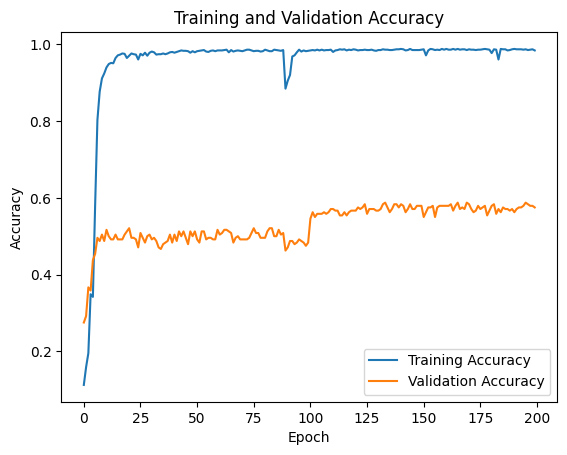 Training and Validation Accuracy
1.0
0.8
0.6
0.4
0.2
Accuracy
Training Accuracy
Validation Accuracy
0 25 50 75 100 125 150 175 200
Epoch